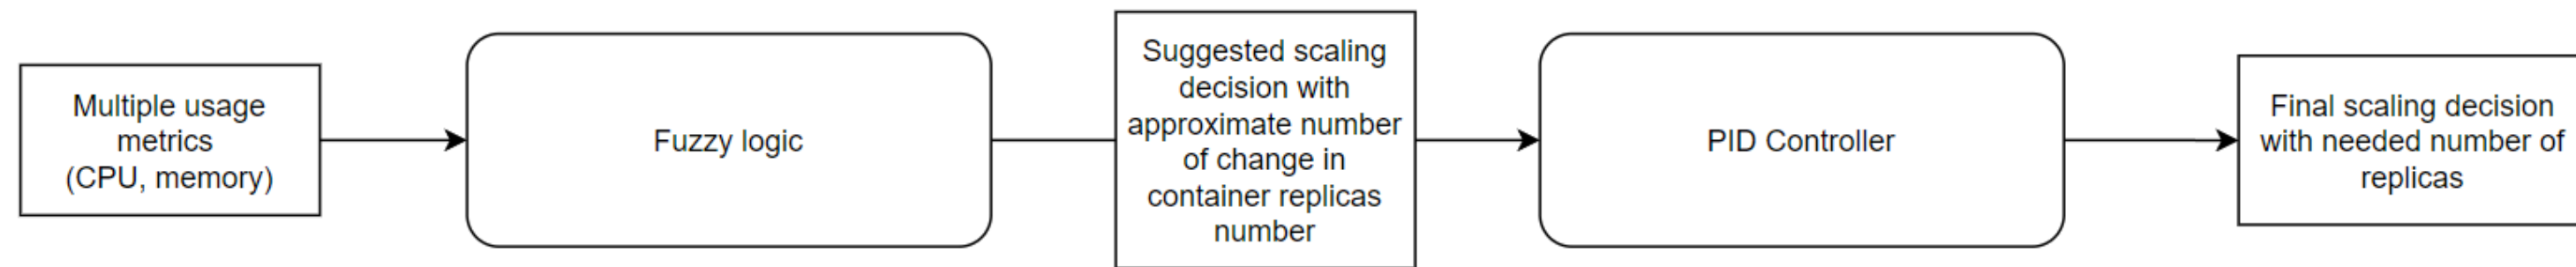 Multiple usage
metrics
(CPU, memory)
Fuzzy logic
Suggested scaling
decision with
approximate number
of change in
container replicas
number
PID Controller
Final scaling decision
with needed number of
replicas